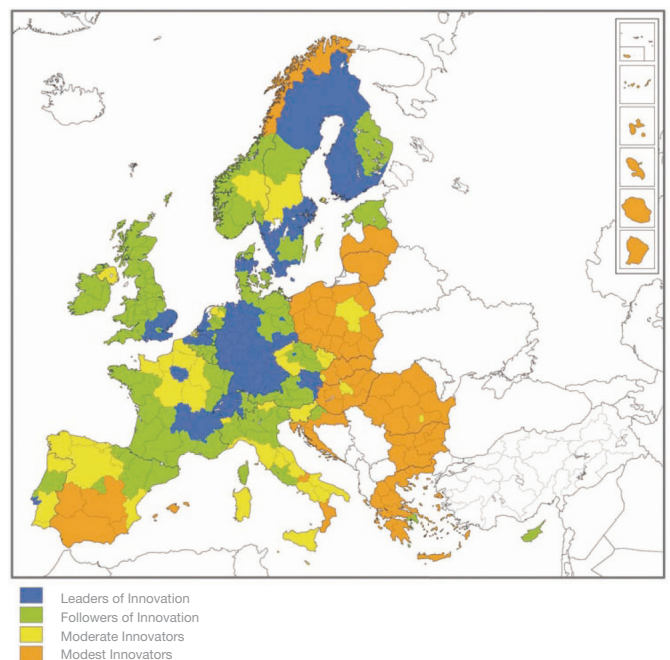 Leaders of Innovation
Followers of Innovation
Moderate Innovators
Modest Innovators